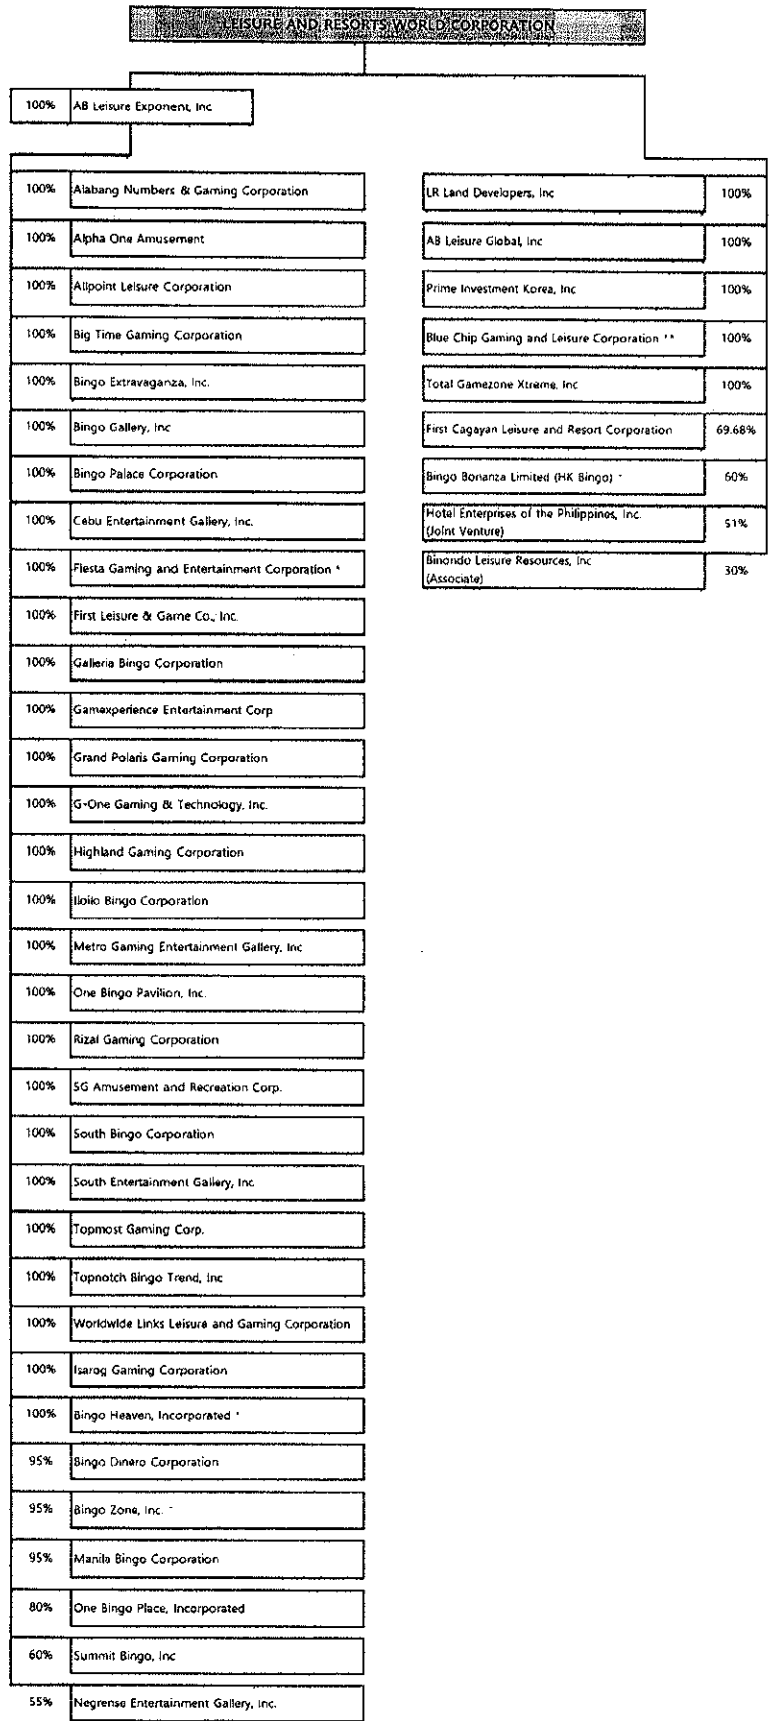 LEISURE AND RESORTS WORLD CORPORATION
100% AB Leisure Exponent, Inc
100% Alabang Numbers & Gaming Corporation
100% Alpha One Amusement
100% Allpoint Leisure Corporation
100% Big Time Gaming Corporation
100% Bingo Extravaganza, Inc.
100% Bingo Gallery, Inc
100% Bingo Palace Corporation
100% Cebu Entertainment Gallery, Inc.
100% Fiesta Gaming and Entertainment Corporation *
100% First Leisure & Game Co., Inc.
100% Galleria Bingo Corporation
100% Gamexperience Entertainment Corp
100% Grand Polaris Gaming Corporation
100% G-One Gaming & Technology, Inc.
100% Highland Gaming Corporation
100% Iloilo Bingo Corporation
100% Metro Gaming Entertainment Gallery, Inc
100% One Bingo Pavilion, Inc.
100% Rizal Gaming Corporation
100% SG Amusement and Recreation Corp.
100% South Bingo Corporation
100% South Entertainment Gallery, Inc
100% Topmost Gaming Corp.
100% Topnotch Bingo Trend, Inc
100% Worldwide Links Leisure and Gaming Corporation
100% Isarog Gaming Corporation
100% Bingo Heaven, Incorporated *
95% Bingo Dinero Corporation
95% Bingo Zone, Inc. *
95% Manila Bingo Corporation
80% One Bingo Place, Incorporated
60% Summit Bingo, Inc
55% Negrense Entertainment Gallery, Inc.
LR Land Developers, Inc 100%
AB Leisure Global, Inc 100%
Prime Investment Korea, Inc 100%
Blue Chip Gaming and Leisure Corporation ** 100%
Total Gamezone Xtreme, Inc 100%
First Cagayan Leisure and Resort Corporation 69.68%
Bingo Bonanza Limited (HK Bingo) * 60%
Hotel Enterprises of the Philippines, Inc. 51%
(Joint Venture)
Binondo Leisure Resources, Inc 30%
(Associate)